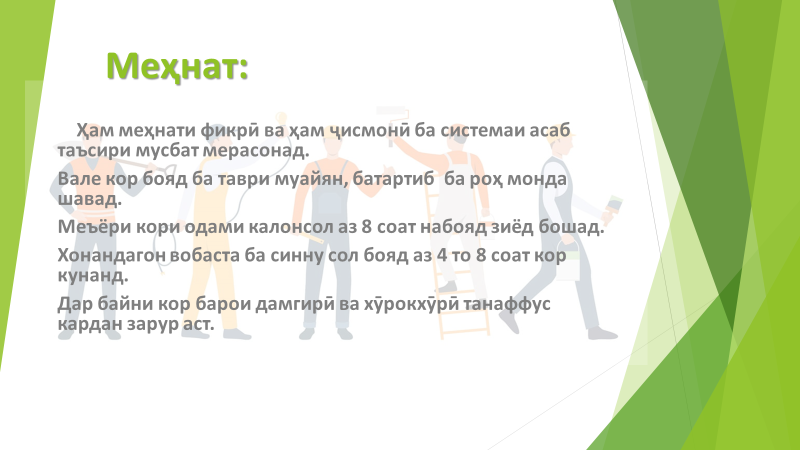 Меҳнат:
Ҳам меҳнати фикрӣ ва ҳам ҷисмонӣ ба системаи асаб
таъсири мусбат мерасонад.
Вале кор бояд ба таври муайян, батартиб ба роҳ монда
шавад.
Меъёри кори одами калонсол аз 8 соат набояд зиёд бошад.
Хонандагон вобаста ба синну сол бояд аз 4 то 8 соат кор
кунанд.
Дар байни кор барои дамгирӣ ва хӯрокхӯрӣ танаффус
кардан зарур аст.